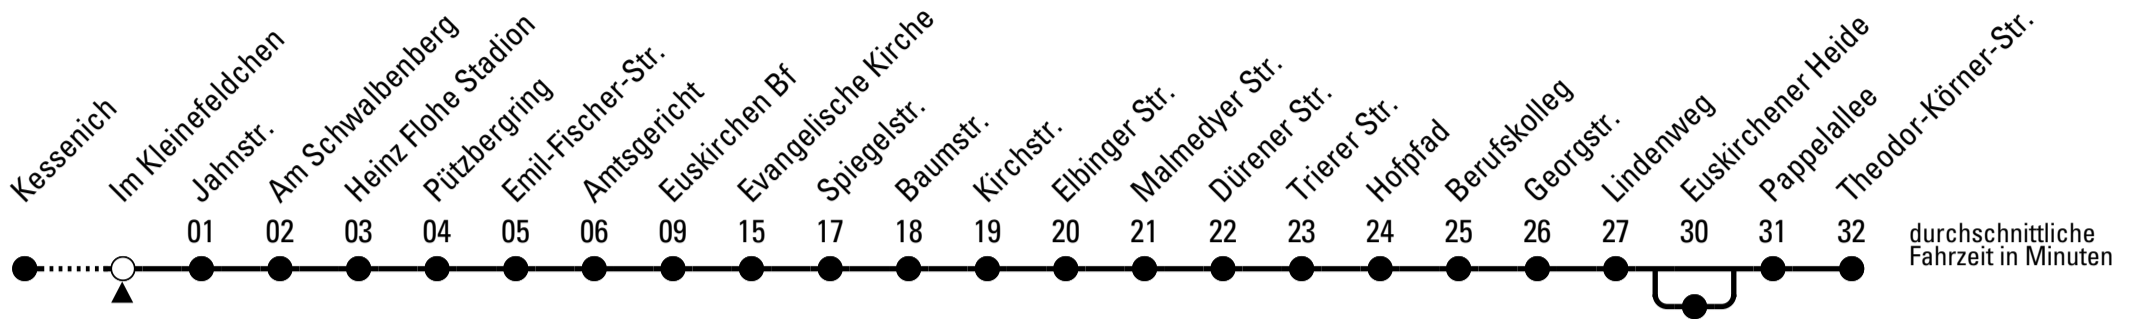 Kessenich
Im Kleinefeldchen
Jahnstr.
Am Schwalbenberg
Heinz Flohe Stadion
Pützbergring
Emil-Fischer-Str.
Amtsgericht
Euskirchen Bf
Evangelische Kirche
Spiegelstr.
Baumstr.
Kirchstr.
Elbinger Str.
Malmedyer Str.
Dürener Str.
Trierer Str.
Hofpfad
Berufskolleg
Georgstr.
Lindenweg
Euskirchener Heide
Pappelallee
Theodor-Körner-Str.
01 02 03 04 05 06 09 15 17 18 19 20 21 22 23 24 25 26 27 30 31 32
durchschnittliche
Fahrzeit in Minuten